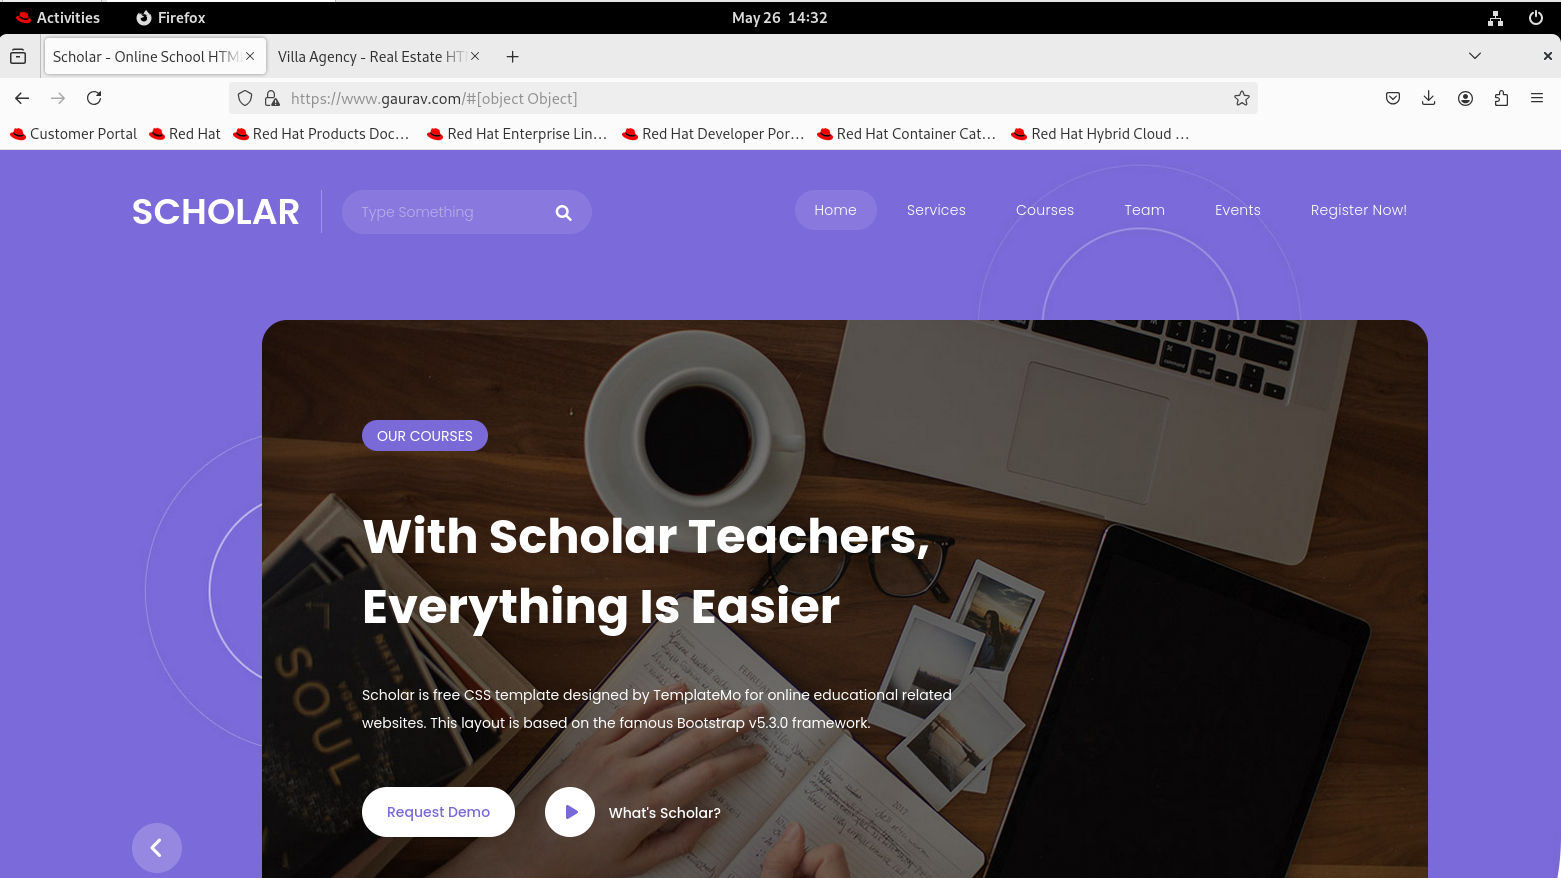 Activities
Firefox
May 26 14:32
Scholar - Online School HTM
Villa Agency - Real Estate HT
https://www.gaurav.com/#[object Object]
Customer Portal
Red Hat
Red Hat Products Doc…
Red Hat Enterprise Lin…
Red Hat Developer Por…
Red Hat Container Cat…
Red Hat Hybrid Cloud …
SCHOLAR
Type Something
Home
Services
Courses
Team
Events
Register Now!
OUR COURSES
With Scholar Teachers,
Everything Is Easier
Scholar is free CSS template designed by TemplateMo for online educational related
websites. This layout is based on the famous Bootstrap v5.3.0 framework.
Request Demo
What's Scholar?
SOUL